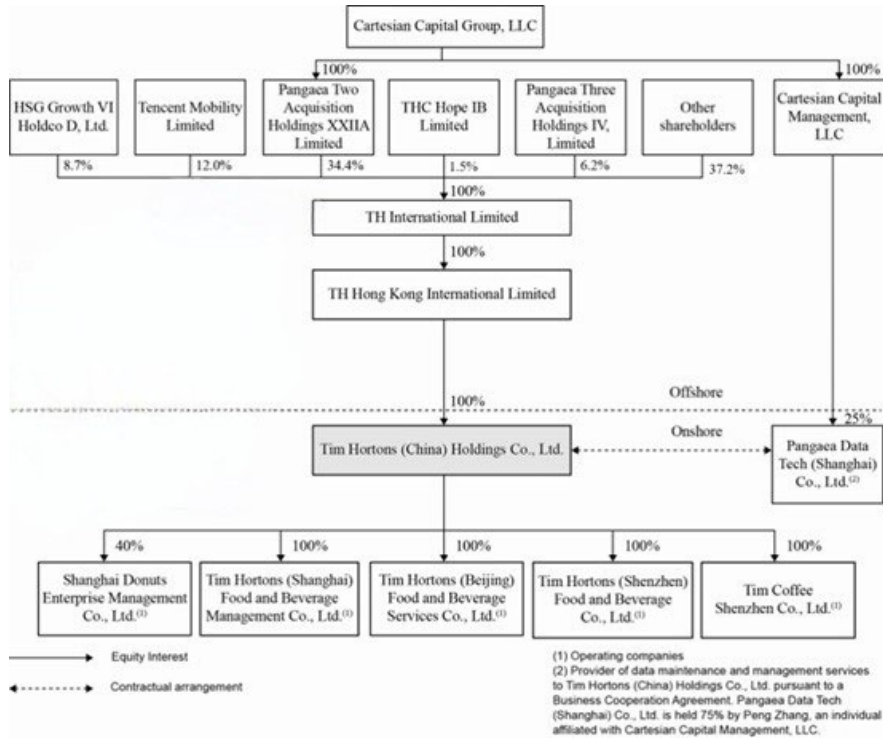 Cartesian Capital Group, LLC
100%
100%
HSG Growth VI
Holdco D, Ltd.
Tencent Mobility
Limited
Pangaea Two
Acquisition
Holdings XXIIA
Limited
THC Hope IB
Limited
Pangaea Three
Acquisition
Holdings IV,
Limited
Other
shareholders
Cartesian Capital
Management,
LLC
8.7%
12.0%
34.4%
1.5%
6.2%
37.2%
100%
TH International Limited
100%
TH Hong Kong International Limited
100%
Offshore
Onshore
25%
Tim Hortons (China) Holdings Co., Ltd.
Pangaea Data
Tech (Shanghai)
Co., Ltd.(2)
40%
100%
100%
100%
100%
Shanghai Donuts
Enterprise Management
Co., Ltd.(1)
Tim Hortons (Shanghai)
Food and Beverage
Management Co., Ltd.(1)
Tim Hortons (Beijing)
Food and Beverage
Services Co., Ltd.(1)
Tim Hortons (Shenzhen)
Food and Beverage
Co., Ltd.(1)
Tim Coffee
Shenzhen Co., Ltd.(1)
Equity Interest
Contractual arrangement
(1) Operating companies
(2) Provider of data maintenance and management services
to Tim Hortons (China) Holdings Co., Ltd. pursuant to a
Business Cooperation Agreement. Pangaea Data Tech
(Shanghai) Co., Ltd. is held 75% by Peng Zhang, an individual
affiliated with Cartesian Capital Management, LLC.